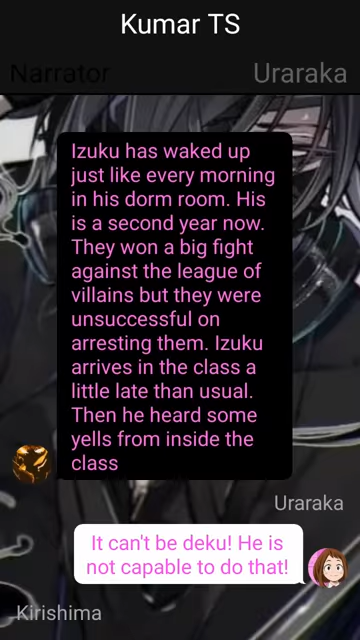 Kumar TS
Narrator
Uraraka
Izuku has waked up
just like every morning
in his dorm room. His
is a second year now.
They won a big fight
against the league of
villains but they were
unsuccessful on
arresting them. Izuku
arrives in the class a
little late than usual.
Then he heard some
yells from inside the
class
Uraraka
It can't be deku! He is
not capable to do that!
Kirishima